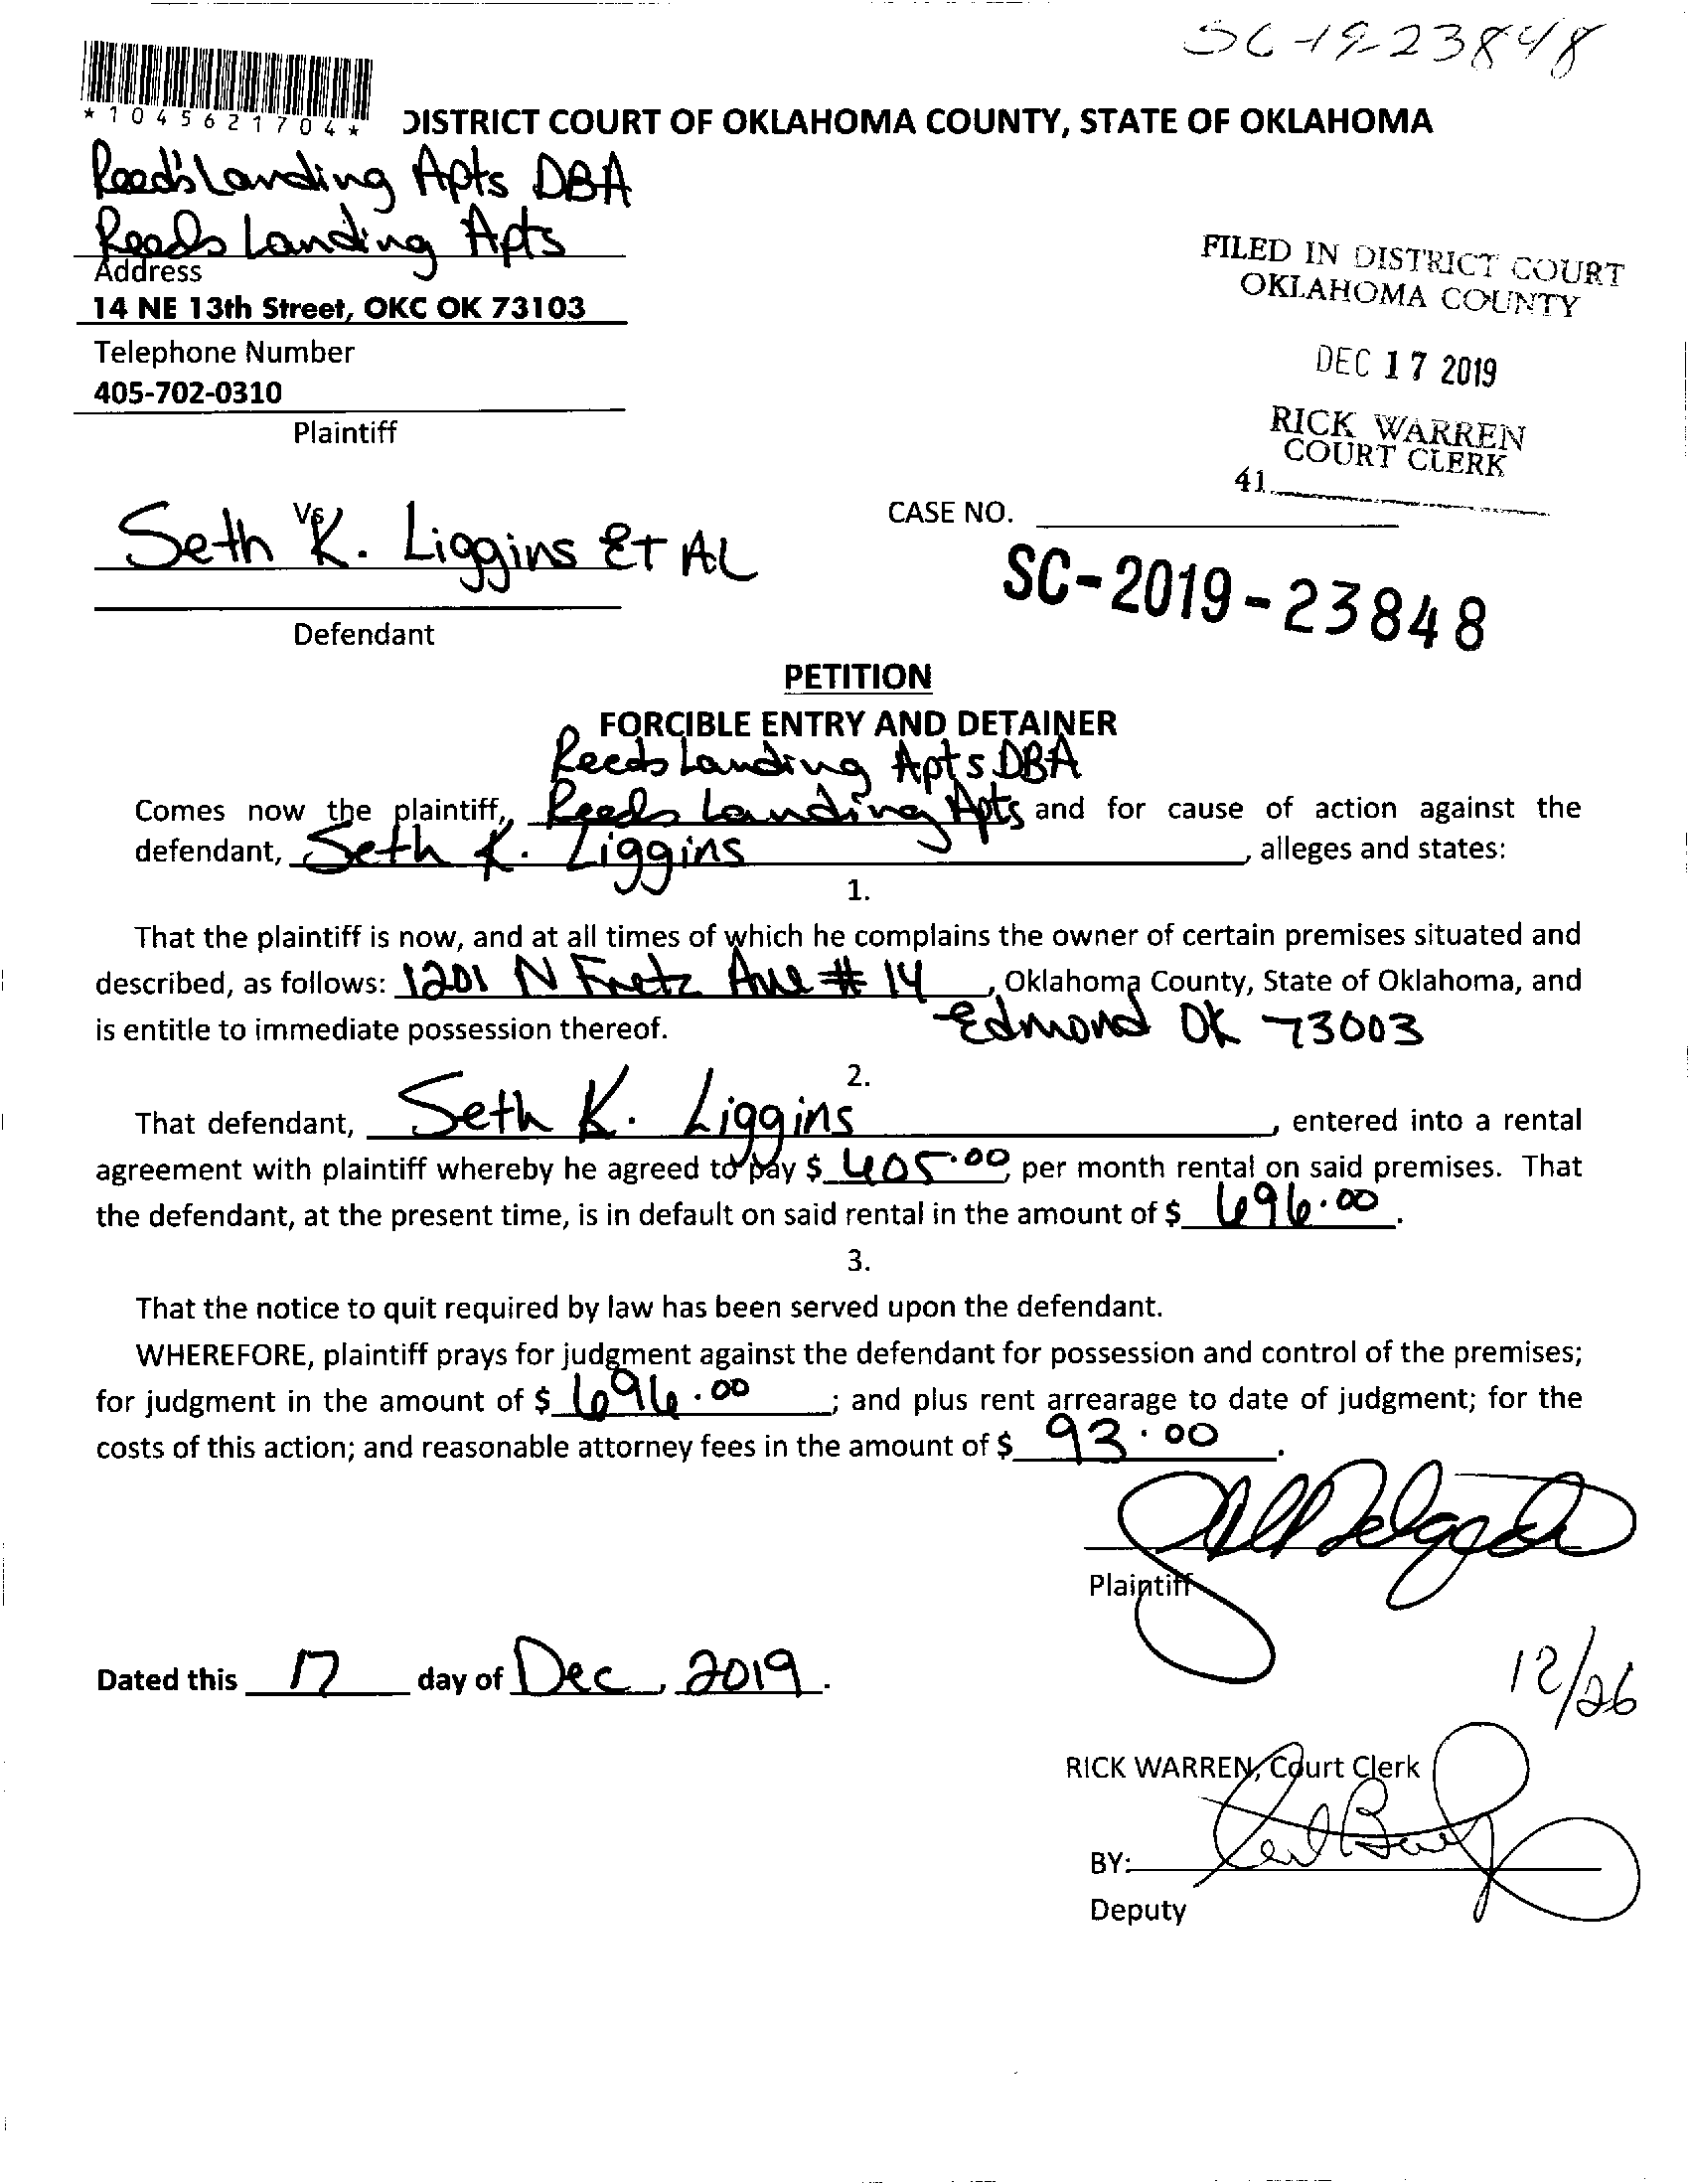 SC-19-23848
*1045621704*
DISTRICT COURT OF OKLAHOMA COUNTY, STATE OF OKLAHOMA
Reed's Landing Apts DBA
Reeds Landing Apts
Address
14 NE 13th Street, OKC OK 73103
Telephone Number
405-702-0310
Plaintiff
FILED IN DISTRICT COURT
OKLAHOMA COUNTY
DEC 17 2019
RICK WARREN
COURT CLERK
41
Vs
Seth K. Liggins ET AL
Defendant
CASE NO.
SC-2019-23848
PETITION
FORCIBLE ENTRY AND DETAINER
Reeds Landing Apts DBA
Comes now the plaintiff, Reeds Landing Apts and for cause of action against the
defendant, Seth K. Liggins, alleges and states:
1.
That the plaintiff is now, and at all times of which he complains the owner of certain premises situated and
described, as follows: 1201 N Fretz Ave # 14, Oklahoma County, State of Oklahoma, and
is entitle to immediate possession thereof. Edmond OK 73003
2.
That defendant, Seth K. Liggins, entered into a rental
agreement with plaintiff whereby he agreed to pay $ 405.00, per month rental on said premises. That
the defendant, at the present time, is in default on said rental in the amount of $ 696.00.
3.
That the notice to quit required by law has been served upon the defendant.
WHEREFORE, plaintiff prays for judgment against the defendant for possession and control of the premises;
for judgment in the amount of $ 696.00; and plus rent arrearage to date of judgment; for the
costs of this action; and reasonable attorney fees in the amount of $ 93.00.
Plaintiff
Dated this 17 day of Dec, 2019.
12/26
RICK WARREN, Court Clerk
BY:
Deputy